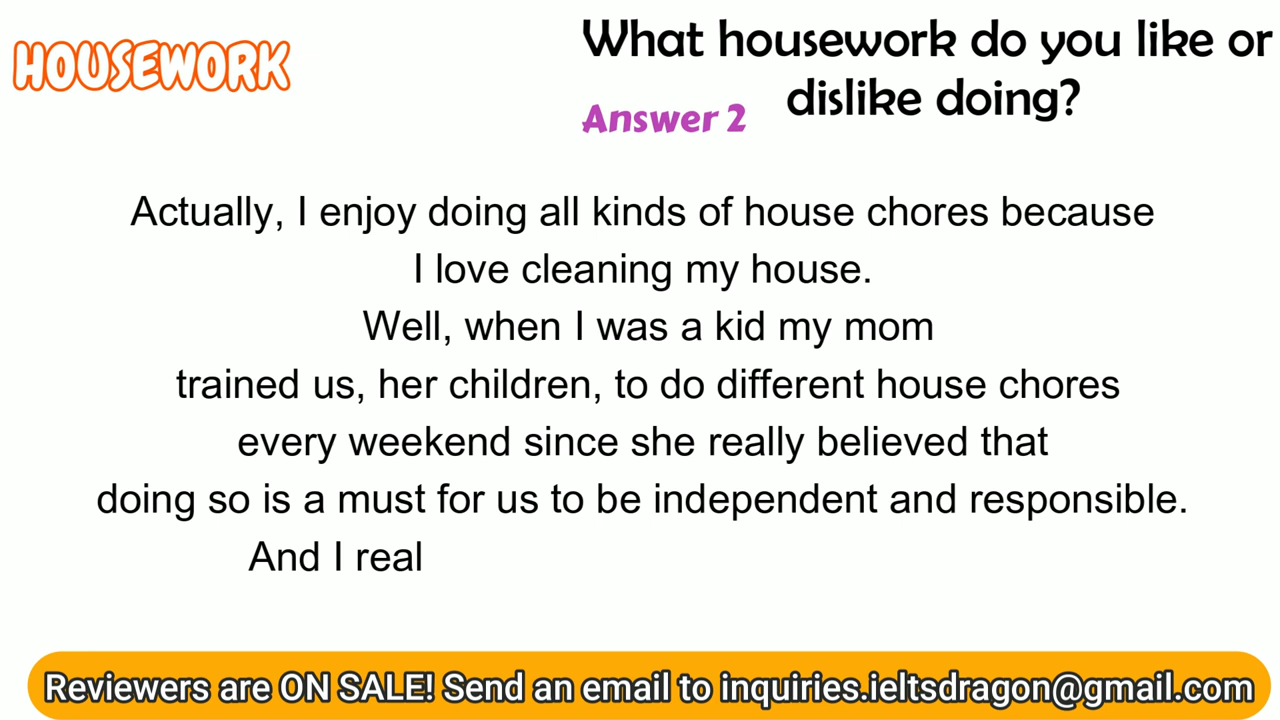 HOUSEWORK
What housework do you like or
dislike doing?
Answer 2
Actually, I enjoy doing all kinds of house chores because
I love cleaning my house.
Well, when I was a kid my mom
trained us, her children, to do different house chores
every weekend since she really believed that
doing so is a must for us to be independent and responsible.
And I real
Reviewers are ON SALE! Send an email to inquiries.ieltsdragon@gmail.com